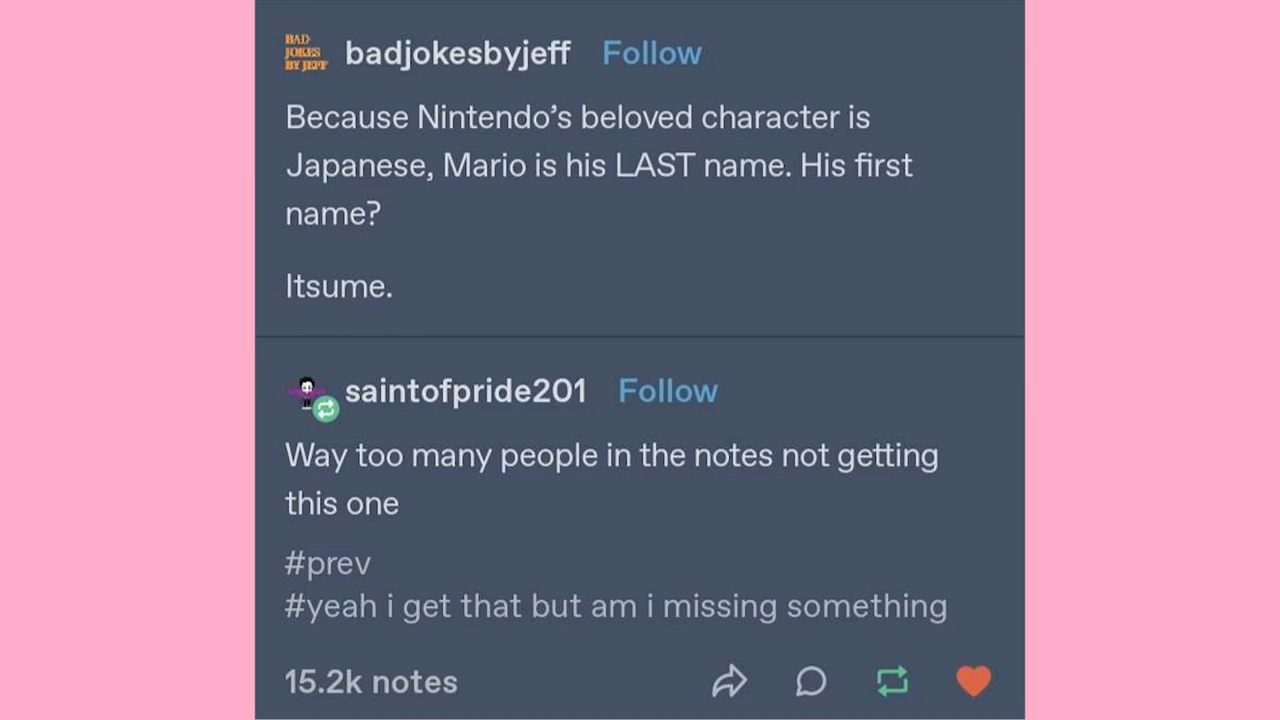 BAD
JOKES
BY JEFF
badjokesbyjeff Follow
Because Nintendo’s beloved character is
Japanese, Mario is his LAST name. His first
name?
Itsume.
saintofpride201 Follow
Way too many people in the notes not getting
this one
#prev
#yeah i get that but am i missing something
15.2k notes